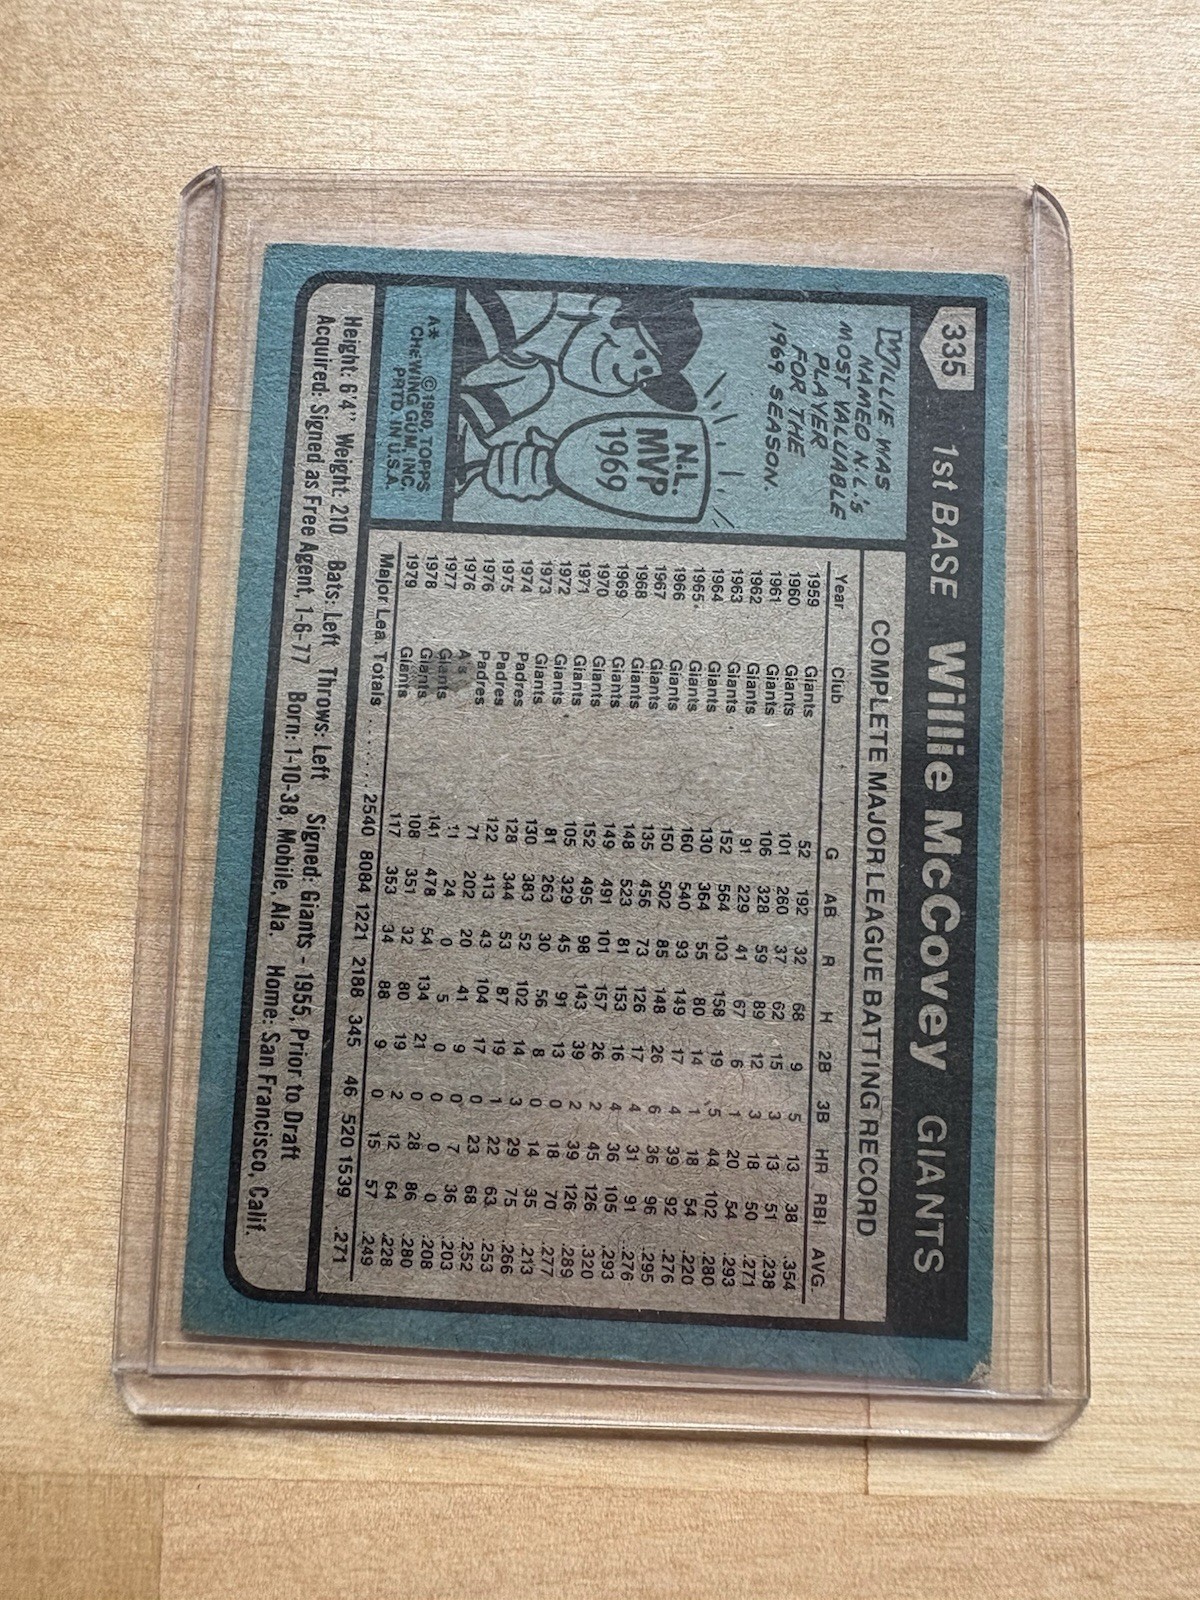 335 1st BASE Willie McCovey GIANTS
WILLIE WAS
NAMED N.L.'s
MOST VALUABLE
PLAYER
FOR THE
1969 SEASON.
N.L.
MVP
1969
A* ©1980 TOPPS
CHEWING GUM, INC.
PRTD. IN U.S.A.
COMPLETE MAJOR LEAGUE BATTING RECORD
Year Club G AB R H 2B 3B HR RBI AVG.
1959 Giants 52 192 32 68 9 5 13 38 .354
1960 Giants 101 260 37 62 15 3 13 51 .238
1961 Giants 106 328 59 89 12 3 18 50 .271
1962 Giants 91 229 41 67 6 1 20 54 .293
1963 Giants 152 564 103 158 19 5 44 102 .280
1964 Giants 130 364 55 80 14 1 18 54 .220
1965 Giants 160 540 93 149 17 4 39 92 .276
1966 Giants 150 502 85 148 26 6 36 96 .295
1967 Giants 135 456 73 126 17 4 31 91 .276
1968 Giants 148 523 81 153 16 4 36 105 .293
1969 Giants 149 491 101 157 26 2 45 126 .320
1970 Giants 152 495 98 143 39 2 39 126 .289
1971 Giants 105 329 45 91 13 0 18 70 .277
1972 Giants 81 263 30 56 8 0 14 35 .213
1973 Giants 130 383 52 102 14 3 29 75 .266
1974 Padres 128 344 53 87 19 1 22 63 .253
1975 Padres 122 413 43 104 17 0 23 68 .252
1976 Padres 71 202 20 41 9 0 7 36 .203
1976 A's 11 24 0 5 0 0 0 0 .208
1977 Giants 141 478 54 134 21 0 28 86 .280
1978 Giants 108 351 32 80 19 2 12 64 .228
1979 Giants 117 353 34 88 9 0 15 57 .249
Major Lea. Totals ....... 2540 8084 1221 2188 345 46 520 1539 .271
Height: 6'4" Weight: 210 Bats: Left Throws: Left Signed: Giants - 1955, Prior to Draft
Acquired: Signed as Free Agent, 1-6-77 Born: 1-10-38, Mobile, Ala. Home: San Francisco, Calif.